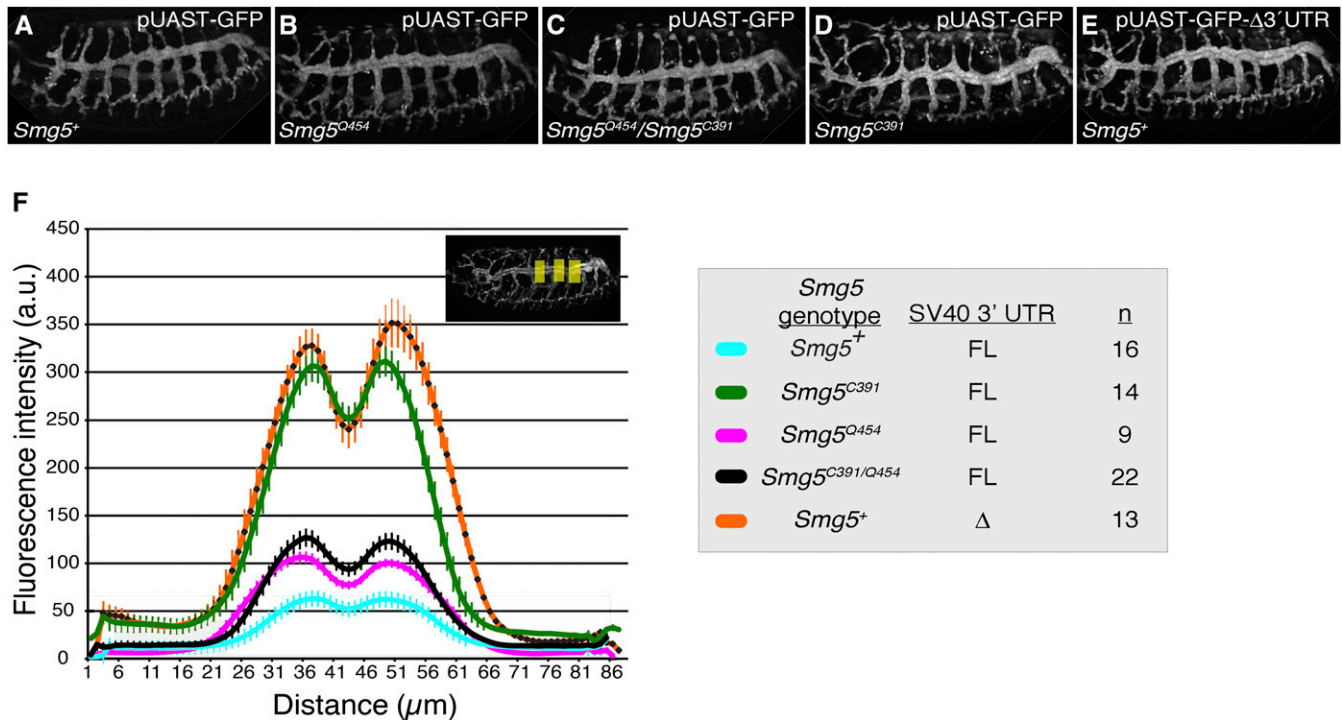 A pUAST-GFP
Smg5+
B pUAST-GFP
Smg5Q454
C pUAST-GFP
Smg5Q454/Smg5C391
D pUAST-GFP
Smg5C391
E pUAST-GFP-Δ3´UTR
Smg5+
F
Fluorescence intensity (a.u.)
450
400
350
300
250
200
150
100
50
0
1 6 11 16 21 26 31 36 41 46 51 56 61 66 71 76 81 86
Distance (µm)
Smg5 genotype SV40 3' UTR n
Smg5+ FL 16
Smg5C391 FL 14
Smg5Q454 FL 9
Smg5C391/Q454 FL 22
Smg5+ Δ 13